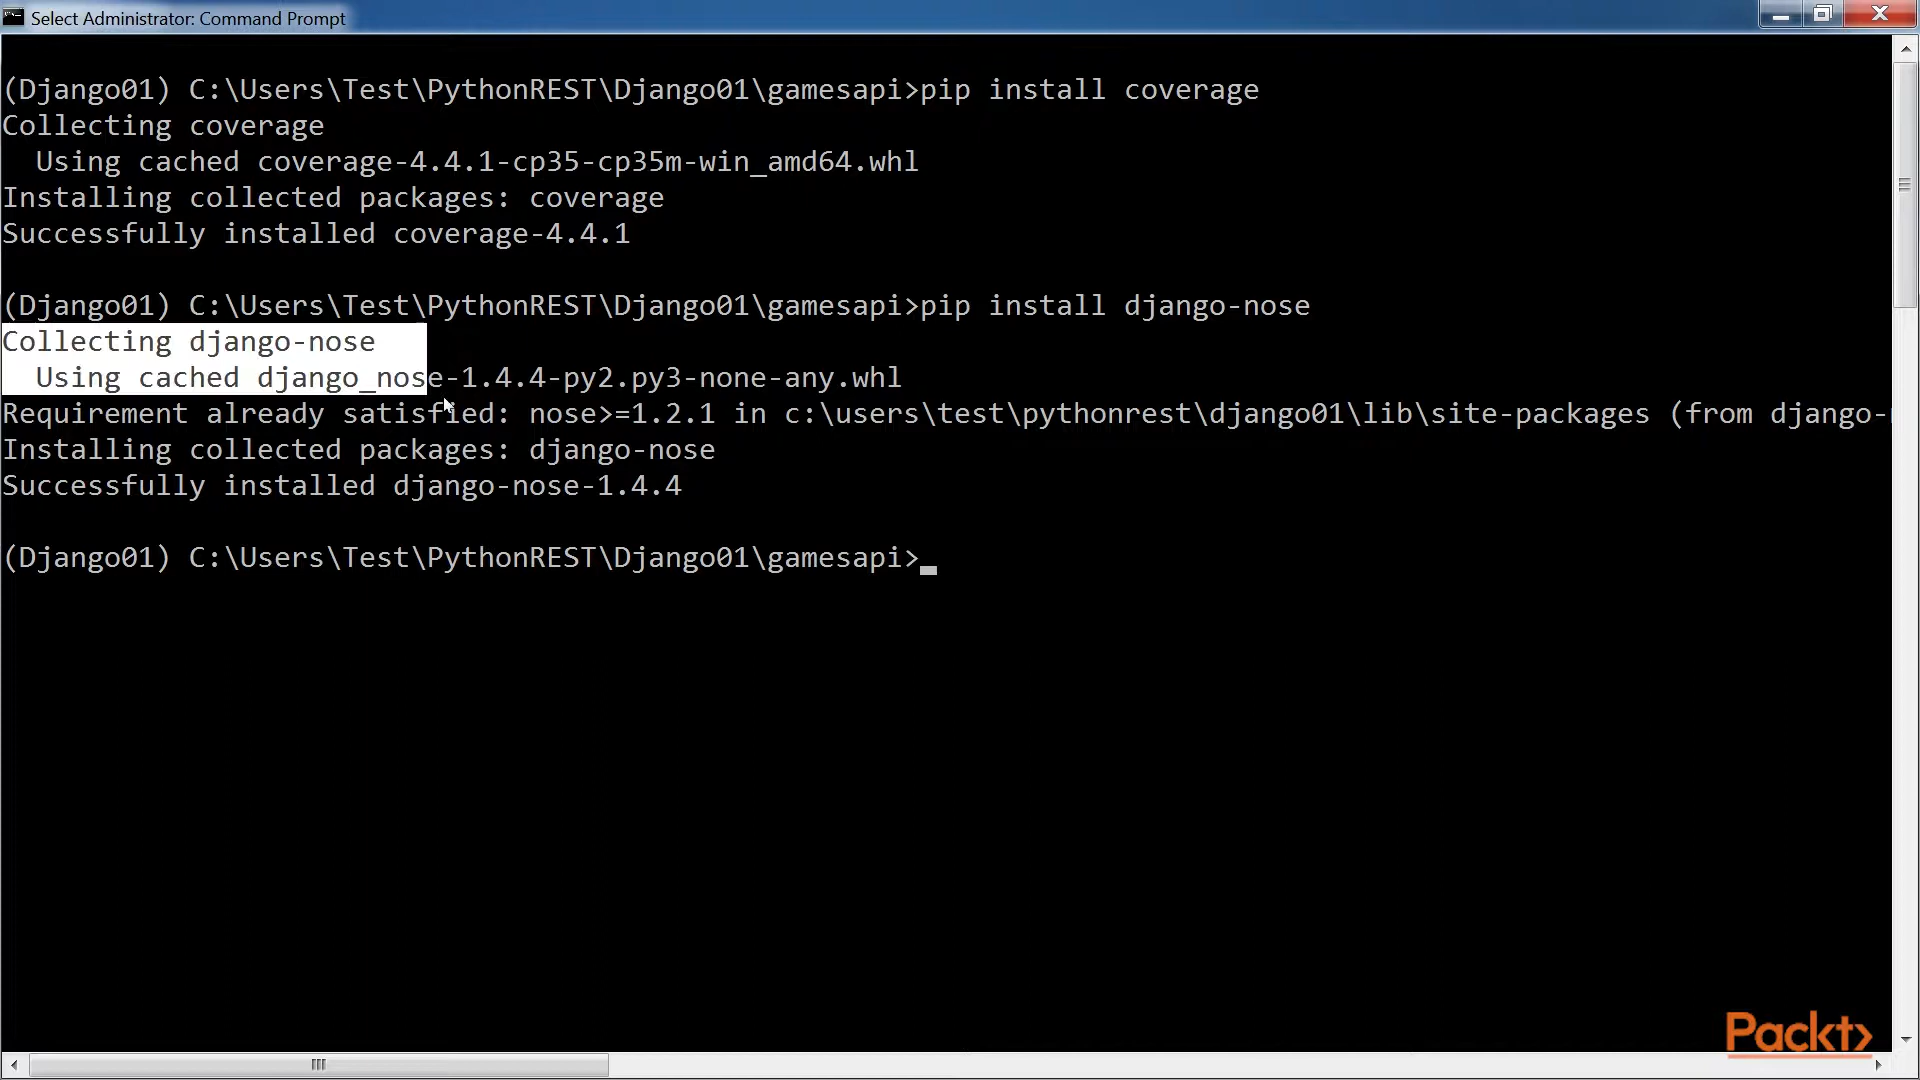 Select Administrator: Command Prompt
(Django01) C:\Users\Test\PythonREST\Django01\gamesapi>pip install coverage
Collecting coverage
  Using cached coverage-4.4.1-cp35-cp35m-win_amd64.whl
Installing collected packages: coverage
Successfully installed coverage-4.4.1
(Django01) C:\Users\Test\PythonREST\Django01\gamesapi>pip install django-nose
Collecting django-nose
  Using cached django_nose-1.4.4-py2.py3-none-any.whl
Requirement already satisfied: nose>=1.2.1 in c:\users\test\pythonrest\django01\lib\site-packages (from django-
Installing collected packages: django-nose
Successfully installed django-nose-1.4.4
(Django01) C:\Users\Test\PythonREST\Django01\gamesapi>
Packt>